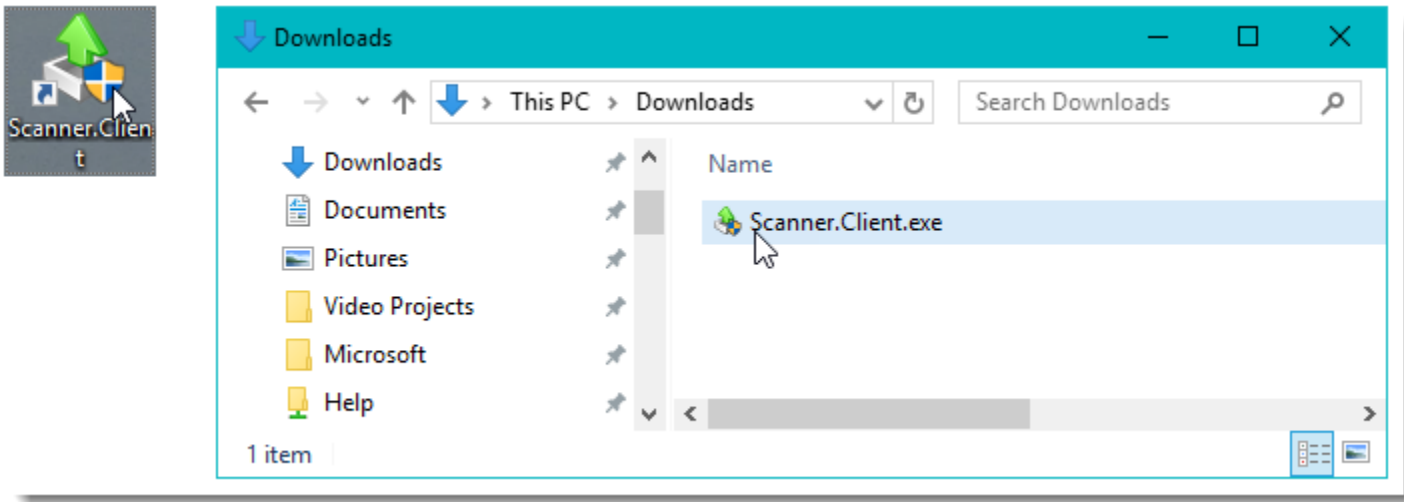 Scanner.Clien
t
Downloads
This PC > Downloads
Search Downloads
Downloads
Documents
Pictures
Video Projects
Microsoft
Help
Name
Scanner.Client.exe
1 item